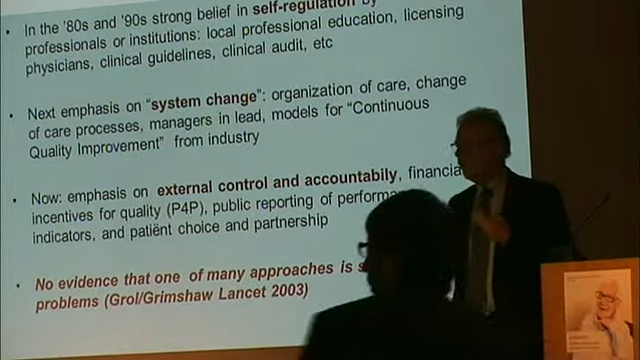 • In the '80s and '90s strong belief in self-regulation by
professionals or institutions: local professional education, licensing
physicians, clinical guidelines, clinical audit, etc
• Next emphasis on "system change": organization of care, change
of care processes, managers in lead, models for "Continuous
Quality Improvement" from industry
• Now: emphasis on external control and accountabily, financia
incentives for quality (P4P), public reporting of perform
indicators, and patiënt choice and partnership
• No evidence that one of many approaches is s
problems (Grol/Grimshaw Lancet 2003)